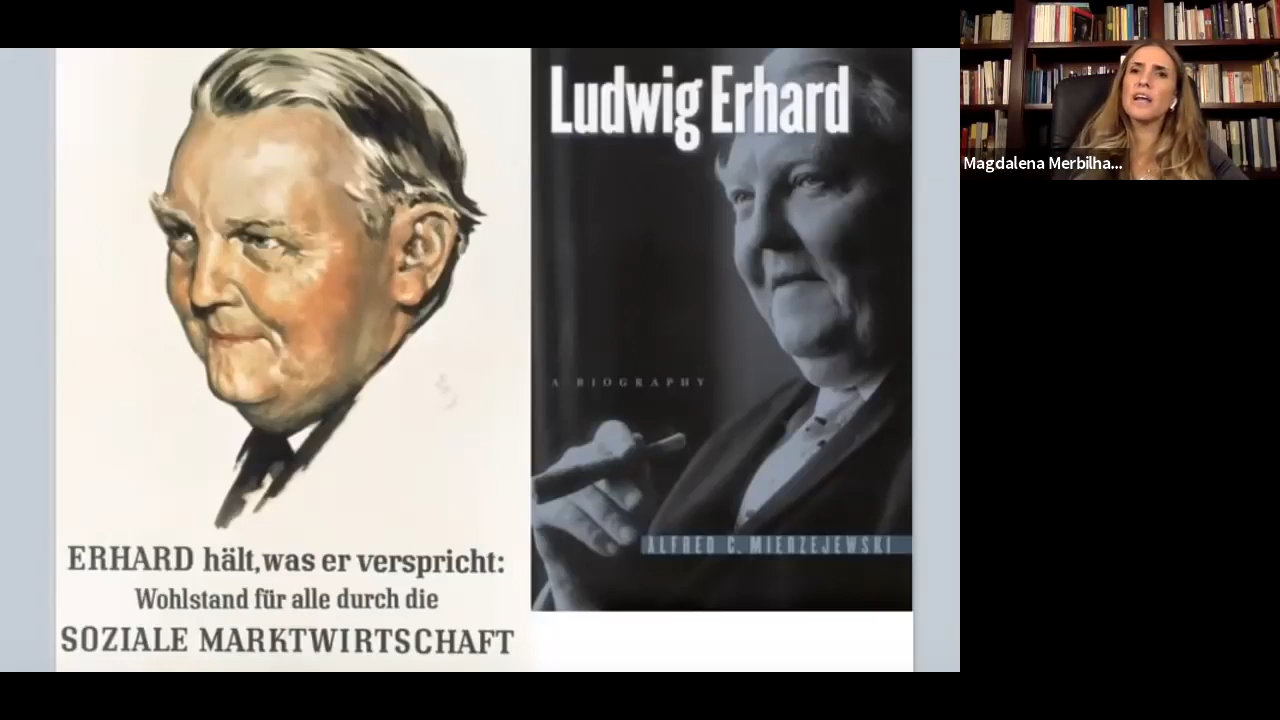 ERHARD hält, was er verspricht:
Wohlstand für alle durch die
SOZIALE MARKTWIRTSCHAFT
Ludwig Erhard
A BIOGRAPHY
ALFRED C. MIERZEJEWSKI
Magdalena Merbilha...